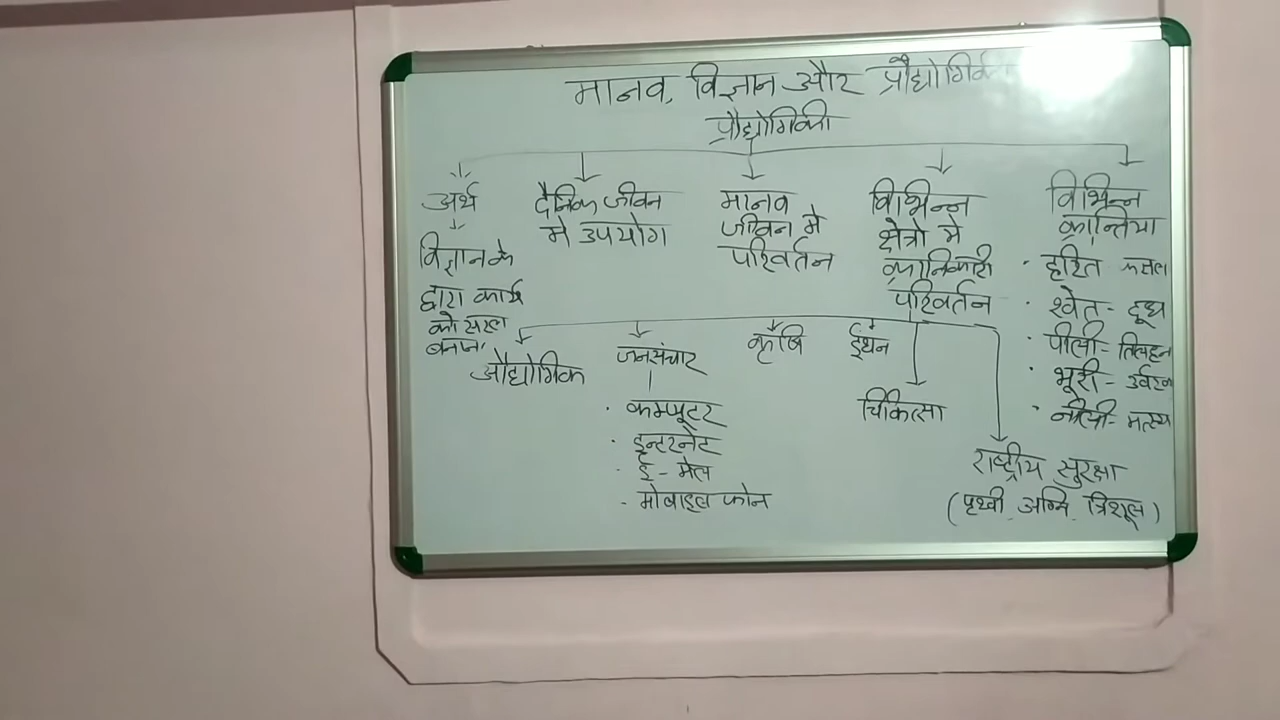 मानव, विज्ञान और प्रौद्योगिकी
प्रौद्योगिकी
अर्थ
विज्ञान के
द्वारा कार्य
को सरल
बनाना
दैनिक जीवन
मे उपयोग
मानव
जीवन मे
परिवर्तन
विभिन्न
क्षेत्रो मे
क्रान्तिकारी
परिवर्तन
विभिन्न
क्रान्तिया
· हरित फसल
· श्वेत - दूध
· पीली - तिलहन
· भूरी - उर्वरक
· नीली - मत्स्य
औद्योगिक
जनसंचार
· कम्प्यूटर
· इन्टरनेट
· ई - मेल
- मोबाइल फोन
कृषि
ईंधन
चिकित्सा
राष्ट्रीय सुरक्षा
(पृथ्वी, अग्नि, त्रिशूल)